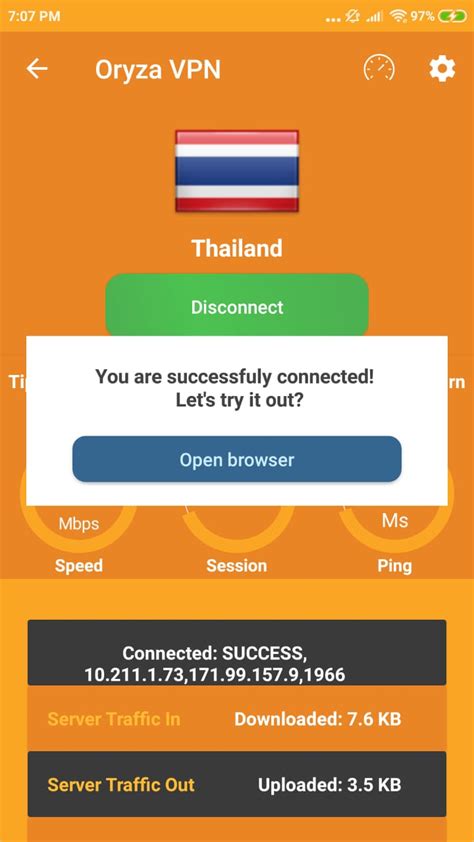 7:07 PM
97%
Oryza VPN
Thailand
Disconnect
You are successfuly connected!
Let's try it out?
Open browser
Mbps
Ms
Speed
Session
Ping
Connected: SUCCESS,
10.211.1.73,171.99.157.9,1966
Server Traffic In
Downloaded: 7.6 KB
Server Traffic Out
Uploaded: 3.5 KB